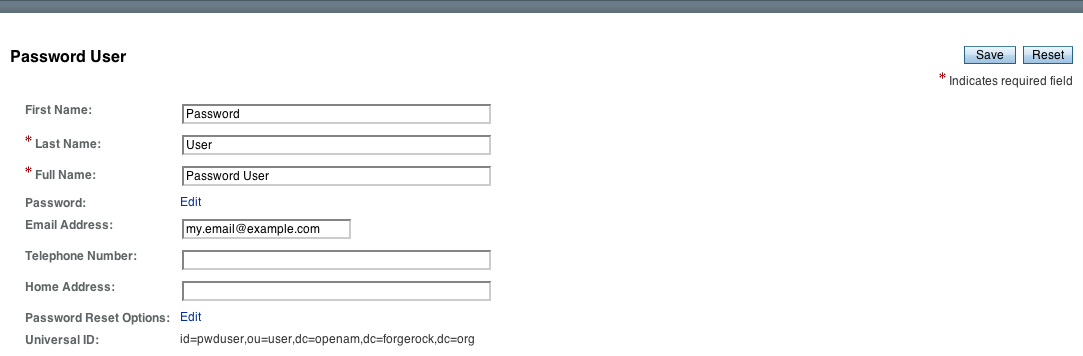 Password User
Save Reset
* Indicates required field
First Name: Password
* Last Name: User
* Full Name: Password User
Password: Edit
Email Address: my.email@example.com
Telephone Number:
Home Address:
Password Reset Options: Edit
Universal ID: id=pwduser,ou=user,dc=openam,dc=forgerock,dc=org